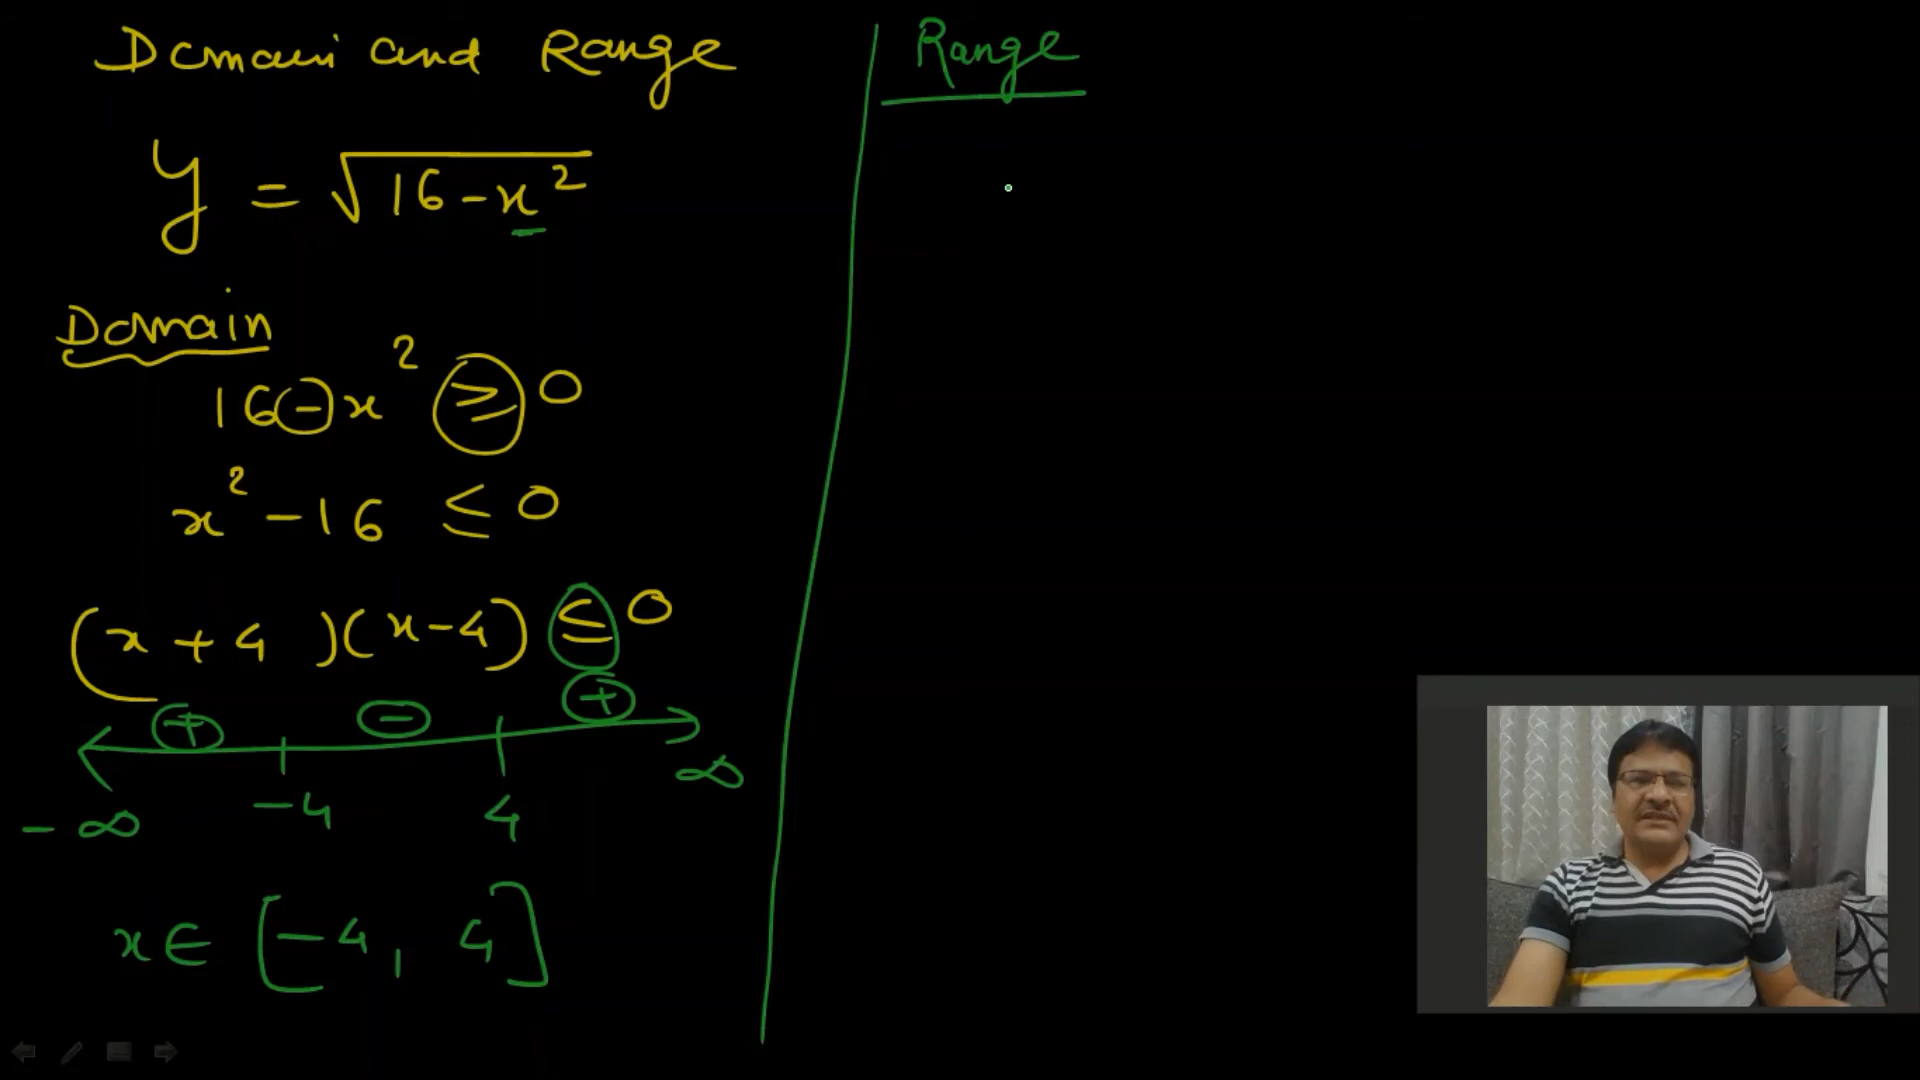 Domain and Range
y = √16 - x²
Domain
16 - x² ≥ 0
x² - 16 ≤ 0
(x + 4)(x - 4) ≤ 0
+ - +
-∞ -4 4 ∞
x ∈ [-4, 4]
Range